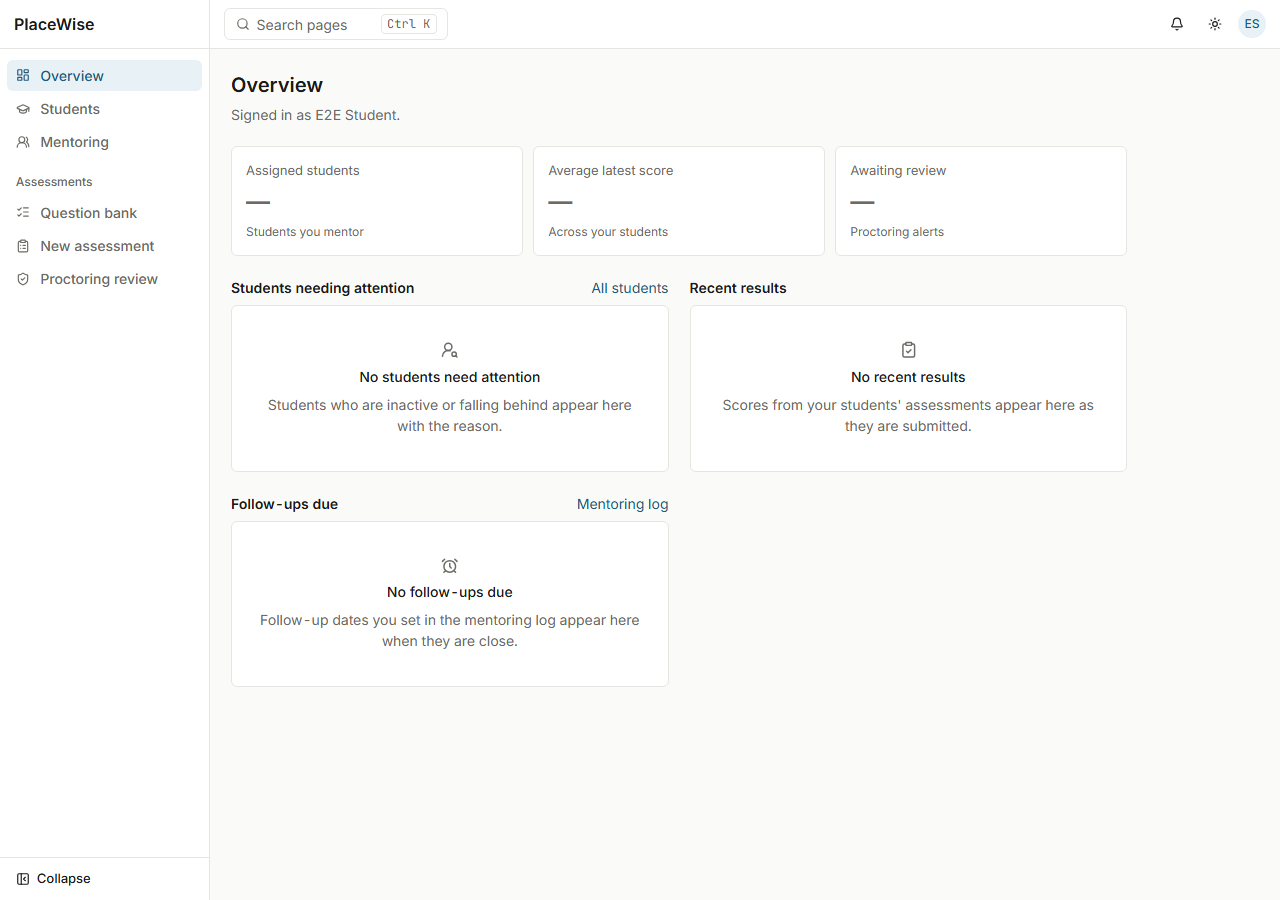 PlaceWise
Search pages
Ctrl K
ES
Overview
Students
Mentoring
Assessments
Question bank
New assessment
Proctoring review
Collapse
Overview
Signed in as E2E Student.
Assigned students
—
Students you mentor
Average latest score
—
Across your students
Awaiting review
—
Proctoring alerts
Students needing attention
All students
No students need attention
Students who are inactive or falling behind appear here
with the reason.
Recent results
No recent results
Scores from your students' assessments appear here as
they are submitted.
Follow-ups due
Mentoring log
No follow-ups due
Follow-up dates you set in the mentoring log appear here
when they are close.